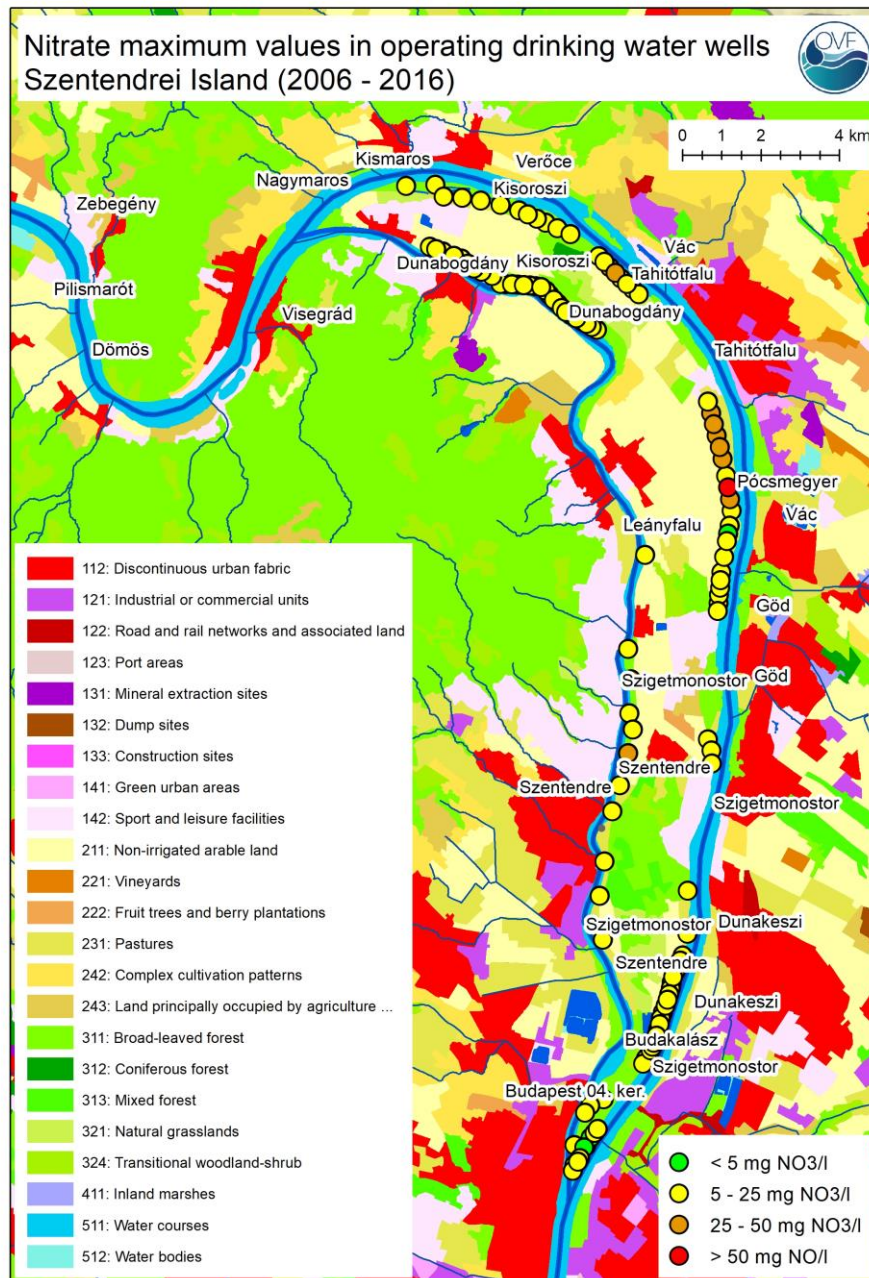 Nitrate maximum values in operating drinking water wells
Szentendrei Island (2006 - 2016)
OVF
0 2 4 km
Kismaros
Verőce
Nagymaros
Kisoroszi
Zebegény
Vác
Dunabogdány
Kisoroszi
Tahitótfalu
Pilismarót
Visegrád
Dunabogdány
Dömös
Tahitótfalu
Pócsmegyer
Vác
Leányfalu
Göd
Szigetmonostor
Göd
Szentendre
Szentendre
Szigetmonostor
Szigetmonostor
Dunakeszi
Szentendre
Dunakeszi
Budakalász
Szigetmonostor
Budapest 04. ker.
112: Discontinuous urban fabric
121: Industrial or commercial units
122: Road and rail networks and associated land
123: Port areas
131: Mineral extraction sites
132: Dump sites
133: Construction sites
141: Green urban areas
142: Sport and leisure facilities
211: Non-irrigated arable land
221: Vineyards
222: Fruit trees and berry plantations
231: Pastures
242: Complex cultivation patterns
243: Land principally occupied by agriculture ...
311: Broad-leaved forest
312: Coniferous forest
313: Mixed forest
321: Natural grasslands
324: Transitional woodland-shrub
411: Inland marshes
511: Water courses
512: Water bodies
< 5 mg NO3/l
5 - 25 mg NO3/l
25 - 50 mg NO3/l
> 50 mg NO/l